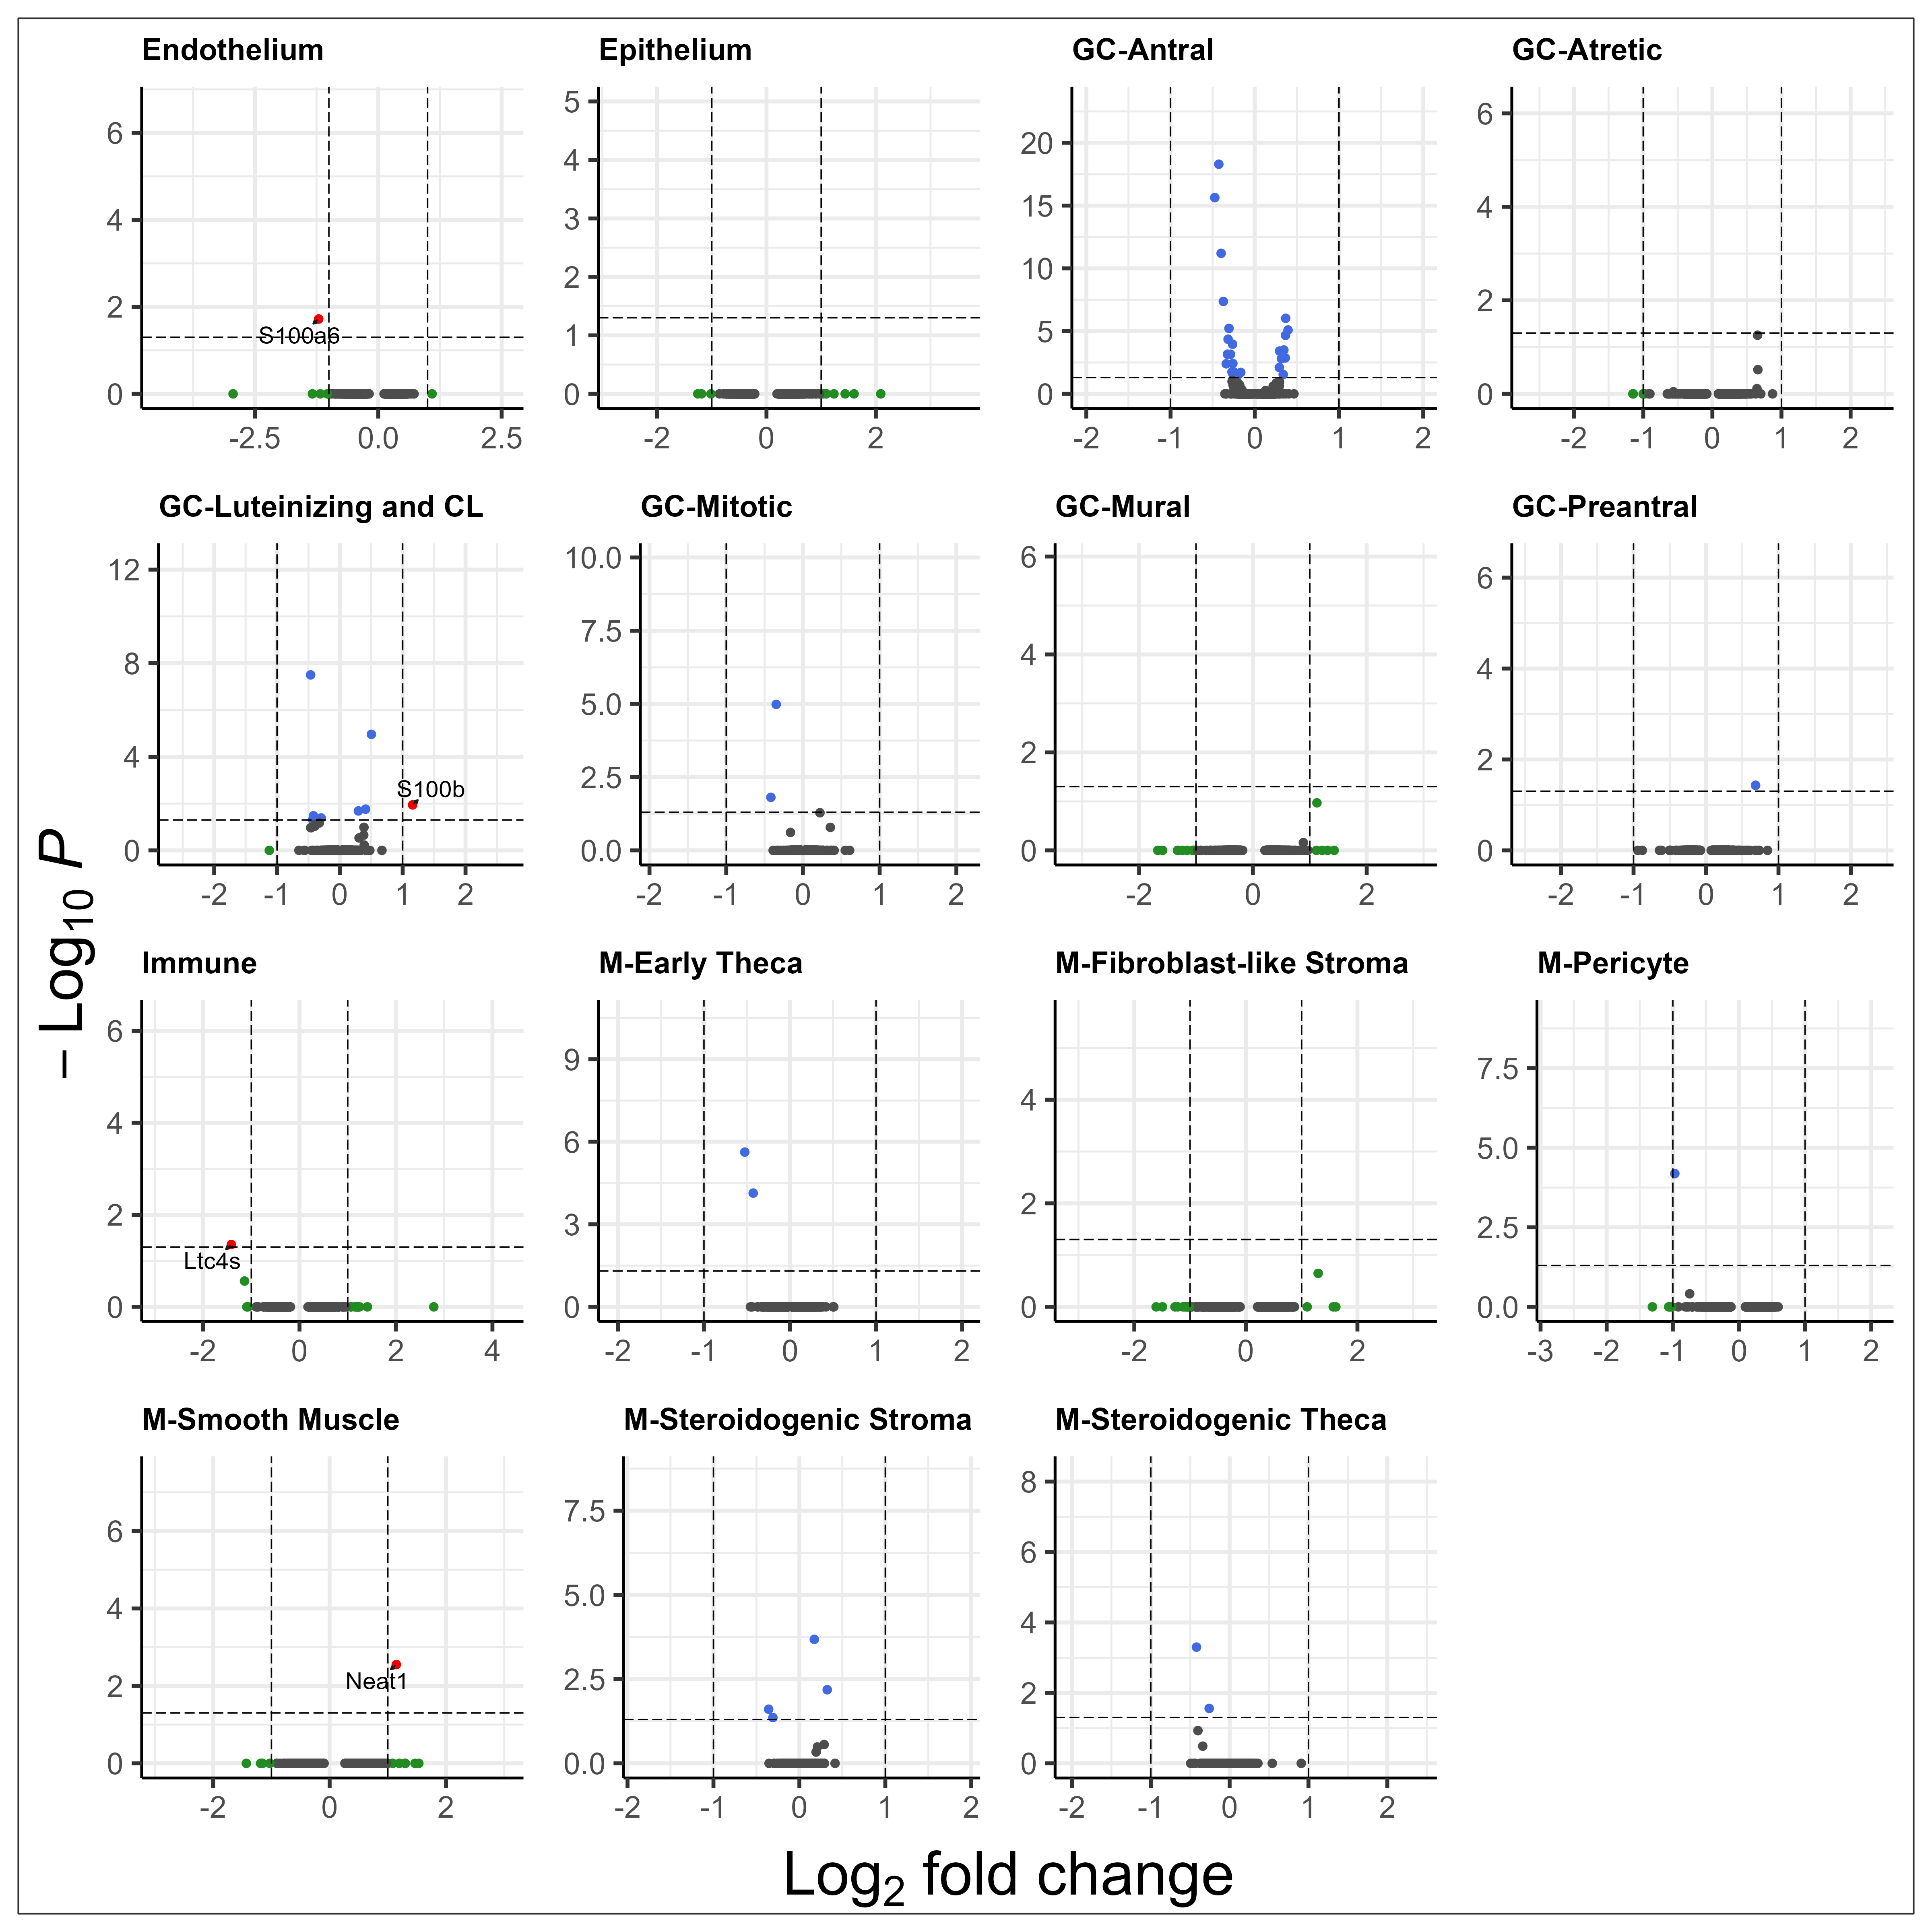 Endothelium
6
4
2
0
S100a6
-2.5 0.0 2.5
Epithelium
5
4
3
2
1
0
-2 0 2
GC-Antral
20
15
10
5
0
-2 -1 0 1 2
GC-Atretic
6
4
2
0
-2 -1 0 1 2
GC-Luteinizing and CL
12
8
4
0
S100b
-2 -1 0 1 2
GC-Mitotic
10.0
7.5
5.0
2.5
0.0
-2 -1 0 1 2
GC-Mural
6
4
2
0
-2 0 2
GC-Preantral
6
4
2
0
-2 -1 0 1 2
Immune
6
4
2
0
Ltc4s
-2 0 2 4
M-Early Theca
9
6
3
0
-2 -1 0 1 2
M-Fibroblast-like Stroma
4
2
0
-2 0 2
M-Pericyte
7.5
5.0
2.5
0.0
-3 -2 -1 0 1 2
M-Smooth Muscle
6
4
2
0
Neat1
-2 0 2
M-Steroidogenic Stroma
7.5
5.0
2.5
0.0
-2 -1 0 1 2
M-Steroidogenic Theca
8
6
4
2
0
-2 -1 0 1 2
– Log10 P
Log2 fold change